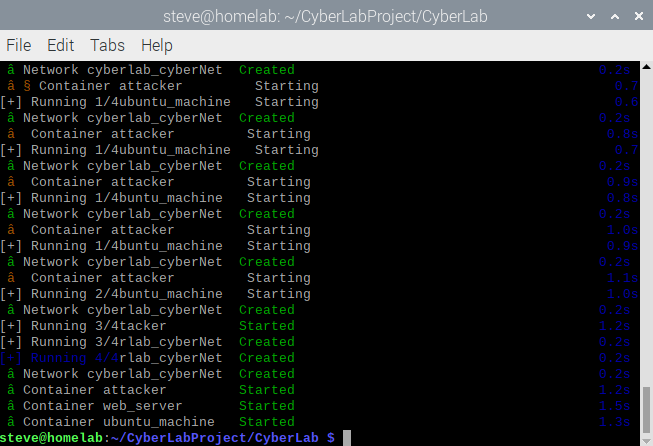 steve@homelab: ~/CyberLabProject/CyberLab
File Edit Tabs Help
â Network cyberlab_cyberNet Created 0.2s
â § Container attacker Starting 0.7
[+] Running 1/4ubuntu_machine Starting 0.6
â Network cyberlab_cyberNet Created 0.2s
â Container attacker Starting 0.8s
[+] Running 1/4ubuntu_machine Starting 0.7
â Network cyberlab_cyberNet Created 0.2s
â Container attacker Starting 0.9s
[+] Running 1/4buntu_machine Starting 0.8s
â Network cyberlab_cyberNet Created 0.2s
â Container attacker Starting 1.0s
[+] Running 1/4buntu_machine Starting 0.9s
â Network cyberlab_cyberNet Created 0.2s
â Container attacker Starting 1.1s
[+] Running 2/4buntu_machine Starting 1.0s
â Network cyberlab_cyberNet Created 0.2s
[+] Running 3/4tacker Started 1.2s
[+] Running 3/4rlab_cyberNet Created 0.2s
[+] Running 4/4rlab_cyberNet Created 0.2s
â Network cyberlab_cyberNet Created 0.2s
â Container attacker Started 1.2s
â Container web_server Started 1.5s
â Container ubuntu_machine Started 1.3s
steve@homelab:~/CyberLabProject/CyberLab $